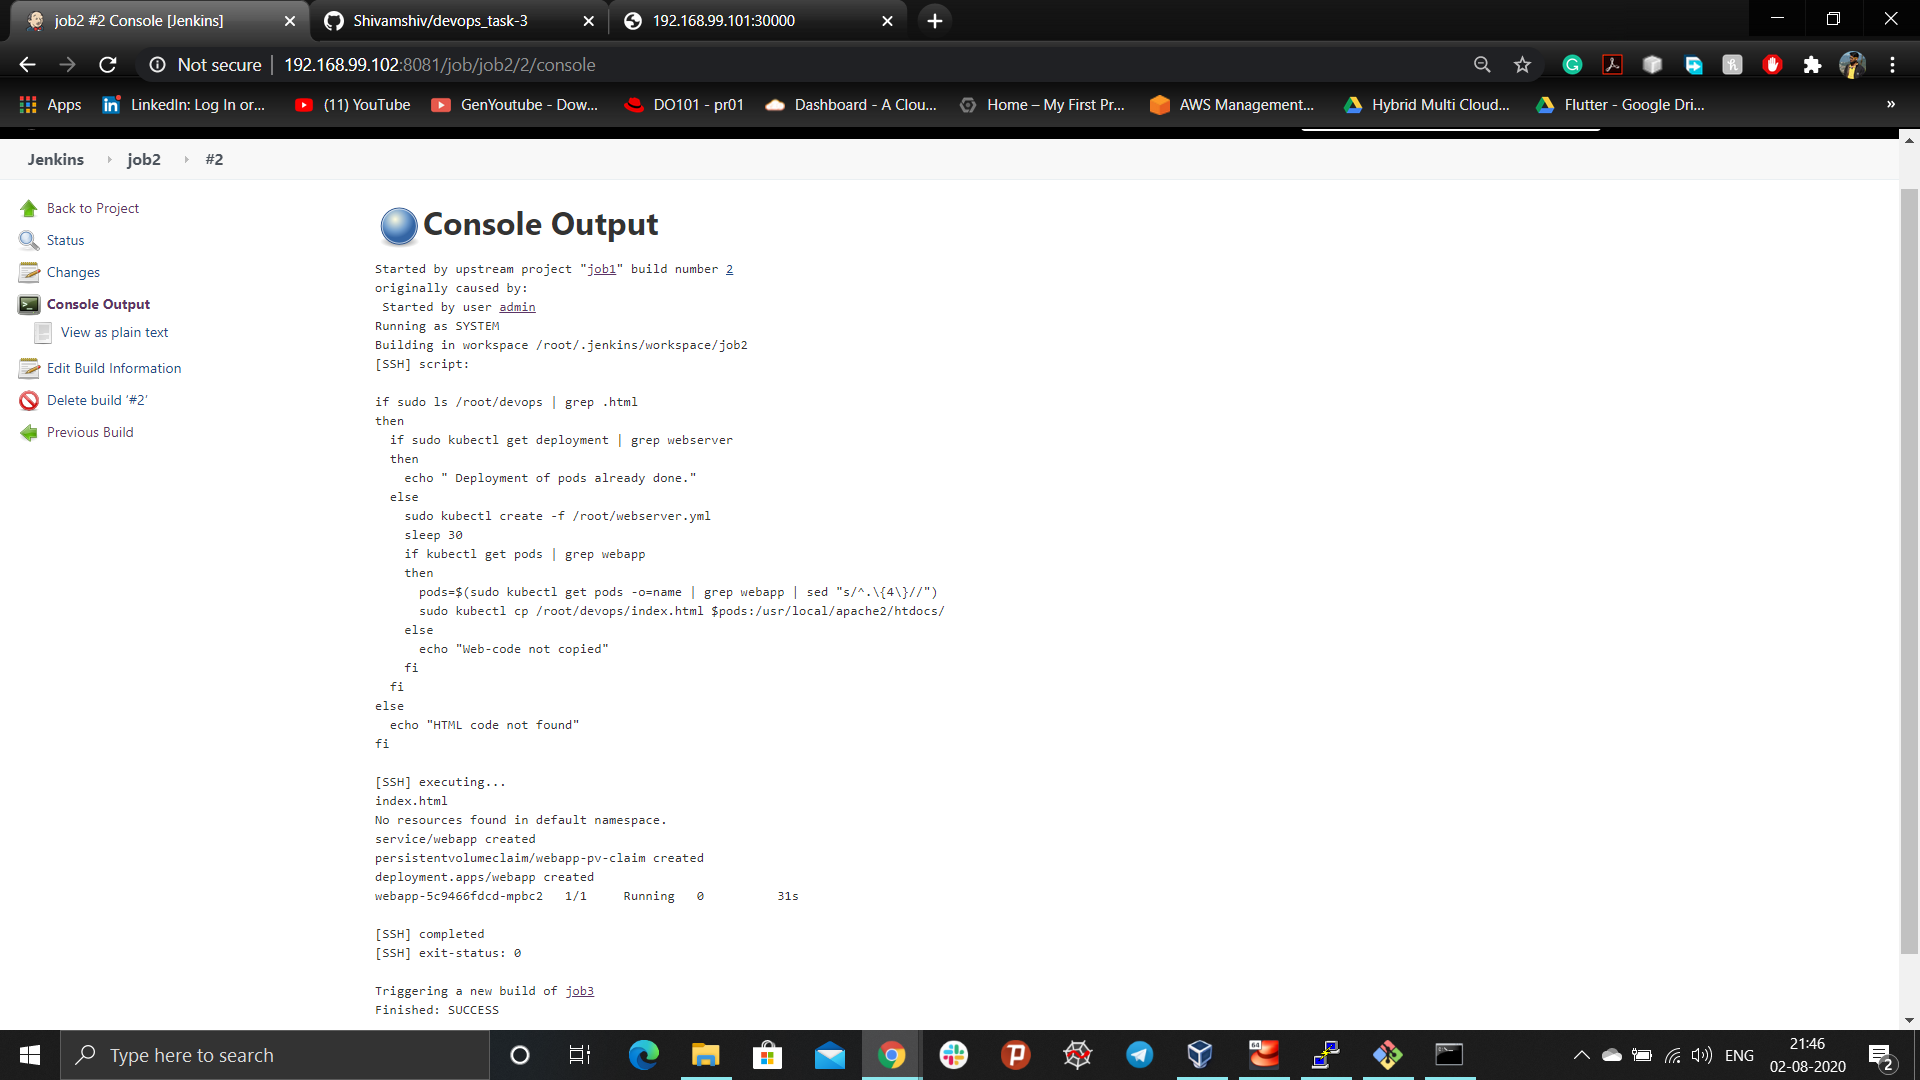 job2 #2 Console [Jenkins]
Shivamshiv/devops_task-3
192.168.99.101:30000
Not secure
192.168.99.102:8081/job/job2/2/console
Apps
LinkedIn: Log In or...
(11) YouTube
GenYoutube - Dow...
DO101 - pr01
Dashboard - A Clou...
Home – My First Pr...
AWS Management...
Hybrid Multi Cloud...
Flutter - Google Dri...
»
Jenkins
job2
#2
Back to Project
Status
Changes
Console Output
View as plain text
Edit Build Information
Delete build ‘#2’
Previous Build
Console Output
Started by upstream project "job1" build number 2
originally caused by:
Started by user admin
Running as SYSTEM
Building in workspace /root/.jenkins/workspace/job2
[SSH] script:
if sudo ls /root/devops | grep .html
then
if sudo kubectl get deployment | grep webserver
then
echo " Deployment of pods already done."
else
sudo kubectl create -f /root/webserver.yml
sleep 30
if kubectl get pods | grep webapp
then
pods=$(sudo kubectl get pods -o=name | grep webapp | sed "s/^.\{4\}//")
sudo kubectl cp /root/devops/index.html $pods:/usr/local/apache2/htdocs/
else
echo "Web-code not copied"
fi
fi
else
echo "HTML code not found"
fi
[SSH] executing...
index.html
No resources found in default namespace.
service/webapp created
persistentvolumeclaim/webapp-pv-claim created
deployment.apps/webapp created
webapp-5c9466fdcd-mpbc2 1/1 Running 0 31s
[SSH] completed
[SSH] exit-status: 0
Triggering a new build of job3
Finished: SUCCESS
Type here to search
64
ENG
21:46
02-08-2020
2